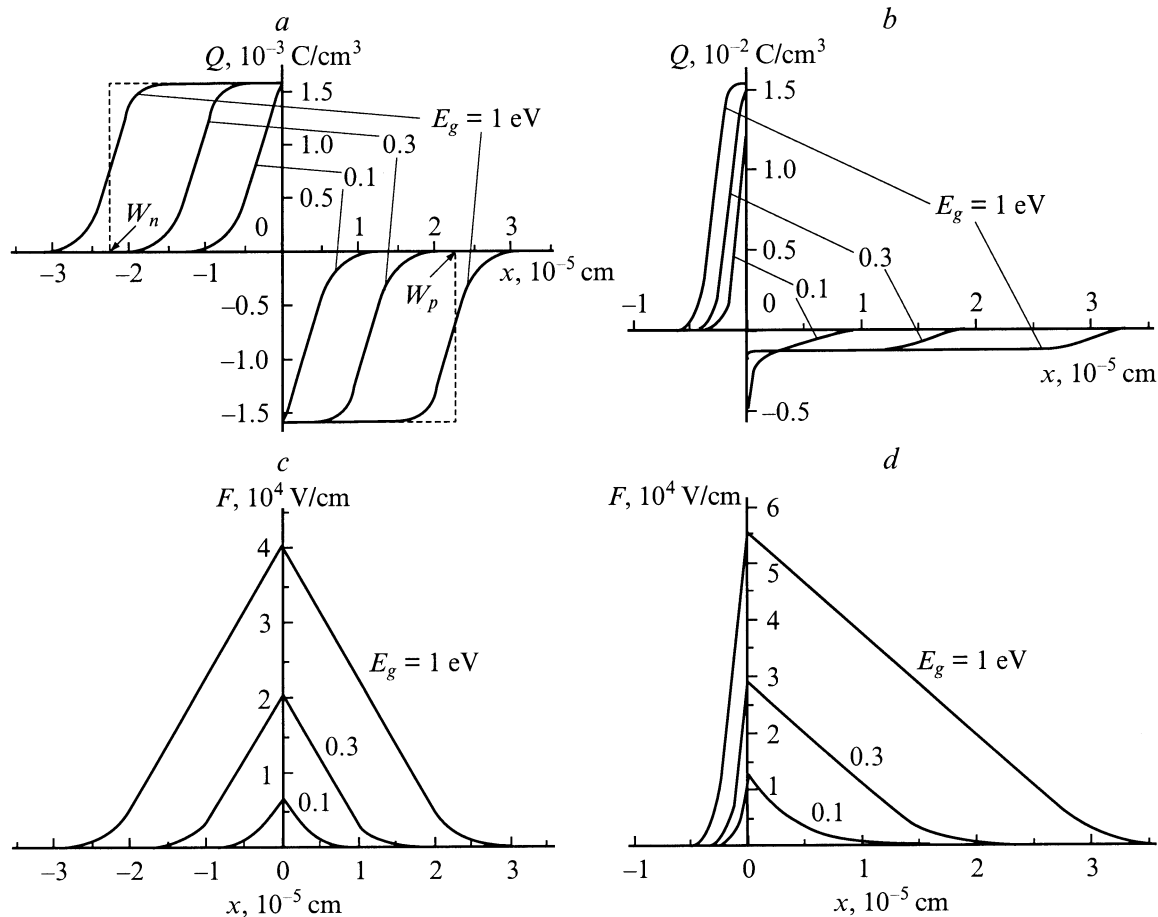 a
Q, 10⁻³ C/cm³
1.5
1.0
0.5
0
E_g = 1 eV
0.3
0.1
W_n
W_p
–3
–2
–1
1
2
3
x, 10⁻⁵ cm
–0.5
–1.0
–1.5
b
Q, 10⁻² C/cm³
1.5
1.0
0.5
E_g = 1 eV
0.3
0.1
–1
0
1
2
3
x, 10⁻⁵ cm
–0.5
c
F, 10⁴ V/cm
4
3
2
1
E_g = 1 eV
0.3
0.1
–3
–2
–1
0
1
2
3
x, 10⁻⁵ cm
d
F, 10⁴ V/cm
6
5
4
3
2
1
E_g = 1 eV
0.3
0.1
–1
0
1
2
3
x, 10⁻⁵ cm